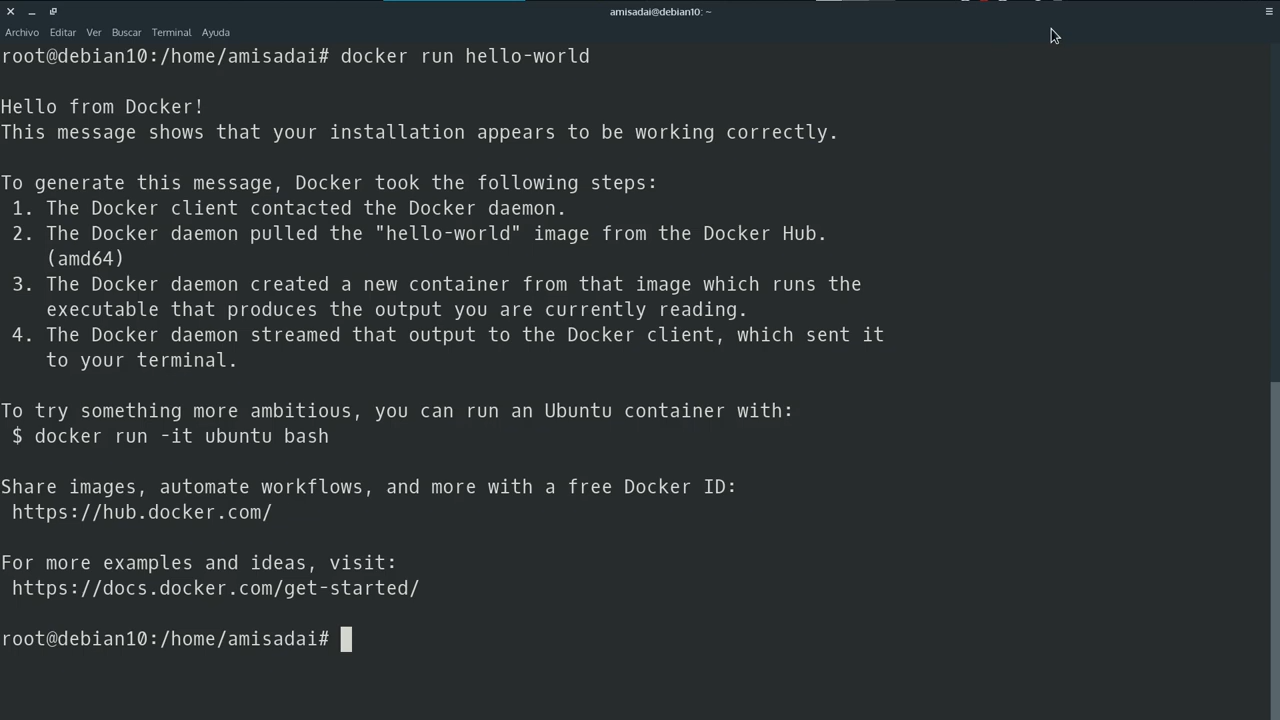 amisadai@debian10: ~
Archivo Editar Ver Buscar Terminal Ayuda
root@debian10:/home/amisadai# docker run hello-world
Hello from Docker!
This message shows that your installation appears to be working correctly.
To generate this message, Docker took the following steps:
1. The Docker client contacted the Docker daemon.
2. The Docker daemon pulled the "hello-world" image from the Docker Hub.
(amd64)
3. The Docker daemon created a new container from that image which runs the
executable that produces the output you are currently reading.
4. The Docker daemon streamed that output to the Docker client, which sent it
to your terminal.
To try something more ambitious, you can run an Ubuntu container with:
$ docker run -it ubuntu bash
Share images, automate workflows, and more with a free Docker ID:
https://hub.docker.com/
For more examples and ideas, visit:
https://docs.docker.com/get-started/
root@debian10:/home/amisadai#